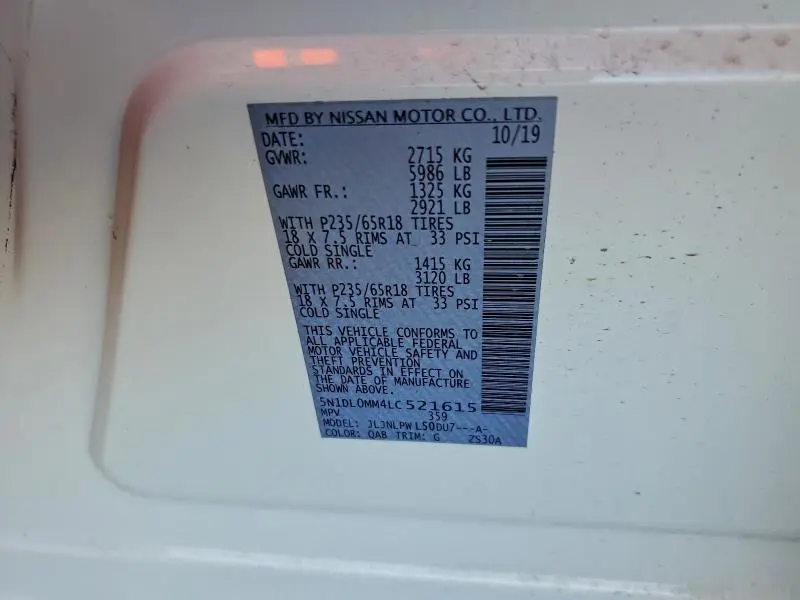 MFD BY NISSAN MOTOR CO., LTD.
DATE: 10/19
GVWR: 2715 KG
5986 LB
GAWR FR.: 1325 KG
2921 LB
WITH P235/65R18 TIRES
18 X 7.5 RIMS AT 33 PSI
COLD SINGLE
GAWR RR.: 1415 KG
3120 LB
WITH P235/65R18 TIRES
18 X 7.5 RIMS AT 33 PSI
COLD SINGLE
THIS VEHICLE CONFORMS TO
ALL APPLICABLE FEDERAL
MOTOR VEHICLE SAFETY AND
THEFT PREVENTION
STANDARDS IN EFFECT ON
THE DATE OF MANUFACTURE
SHOWN ABOVE.
5N1DL0MM4LC521615
MPV 359
MODEL: JLJNLPWL50DU7---A-
COLOR: QAB TRIM: G ZS30A